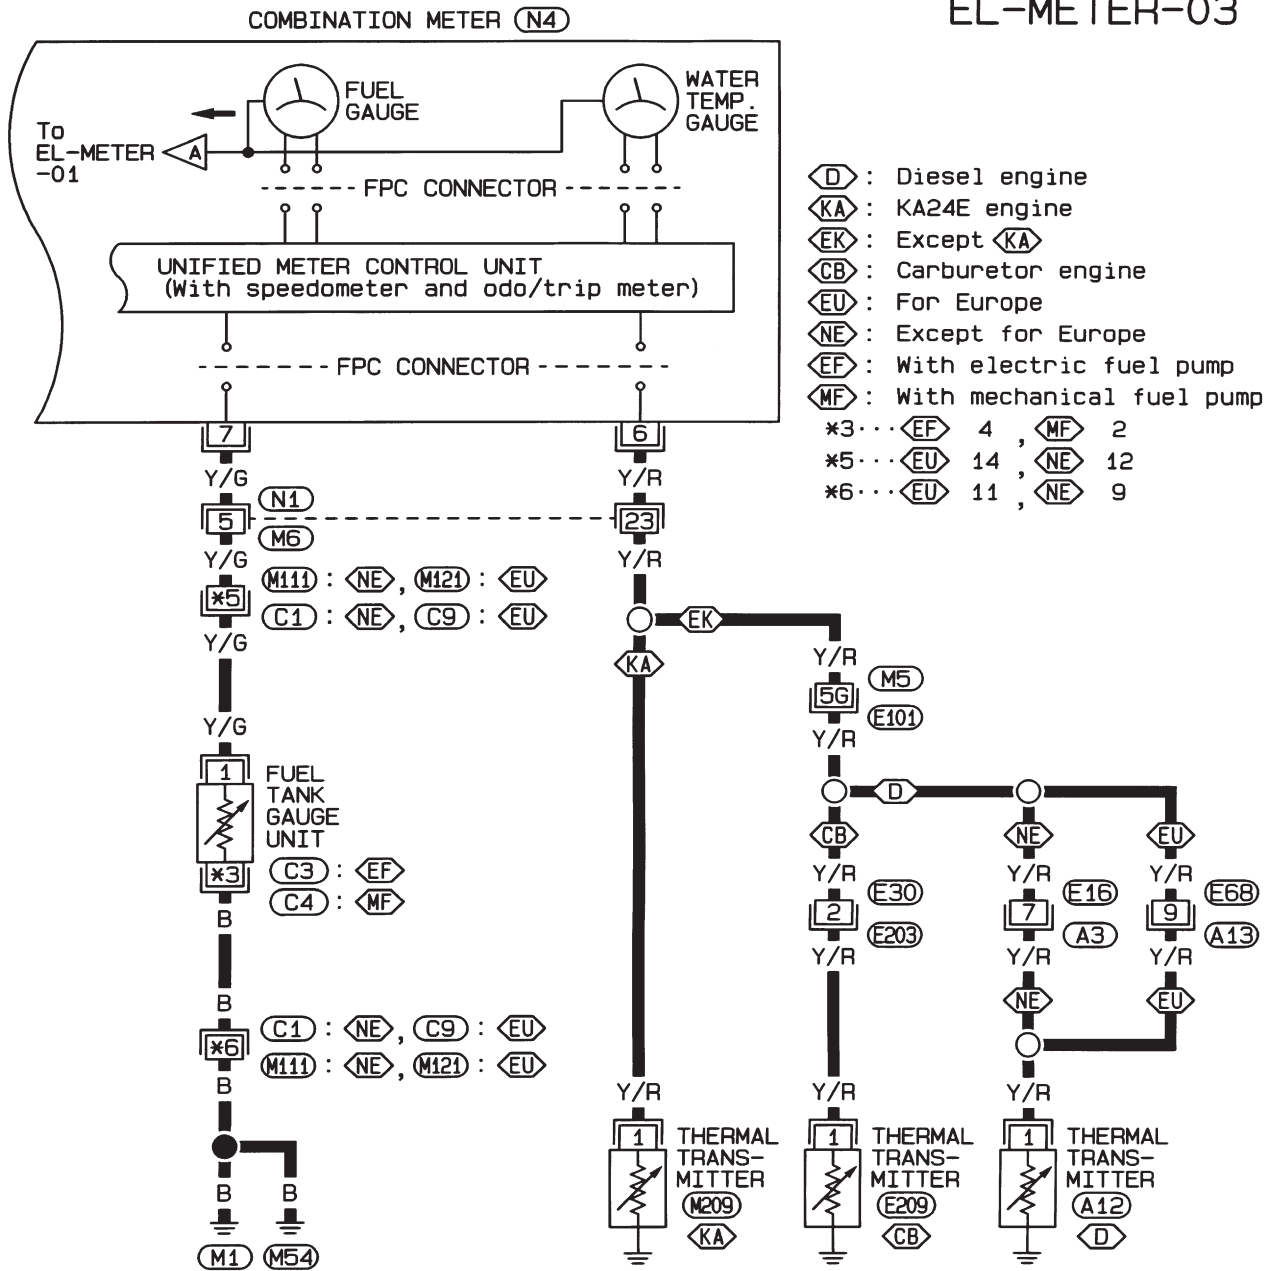 EL-METER-03
COMBINATION METER N4
FUEL
GAUGE
WATER
TEMP.
GAUGE
To
EL-METER A
-01
FPC CONNECTOR
UNIFIED METER CONTROL UNIT
(With speedometer and odo/trip meter)
FPC CONNECTOR
D : Diesel engine
KA : KA24E engine
EK : Except KA
CB : Carburetor engine
EU : For Europe
NE : Except for Europe
EF : With electric fuel pump
MF : With mechanical fuel pump
*3··· EF 4 , MF 2
*5··· EU 14 , NE 12
*6··· EU 11 , NE 9
7 6
Y/G Y/R
N1
5 23
M6
Y/G Y/R
M111 : NE , M121 : EU
*5
C1 : NE , C9 : EU
Y/G
EK
KA
Y/R
M5
5G
E101
Y/R
Y/G
1
FUEL
TANK
GAUGE
UNIT
*3
C3 : EF
C4 : MF
B
D
CB NE EU
Y/R Y/R Y/R
E30 E16 E68
2 7 9
E203 A3 A13
Y/R Y/R Y/R
NE EU
B
C1 : NE , C9 : EU
*6
M111 : NE , M121 : EU
B
Y/R Y/R Y/R
1 1 1
THERMAL
TRANS-
MITTER
M209
KA
THERMAL
TRANS-
MITTER
E209
CB
THERMAL
TRANS-
MITTER
A12
D
B B
M1 M54